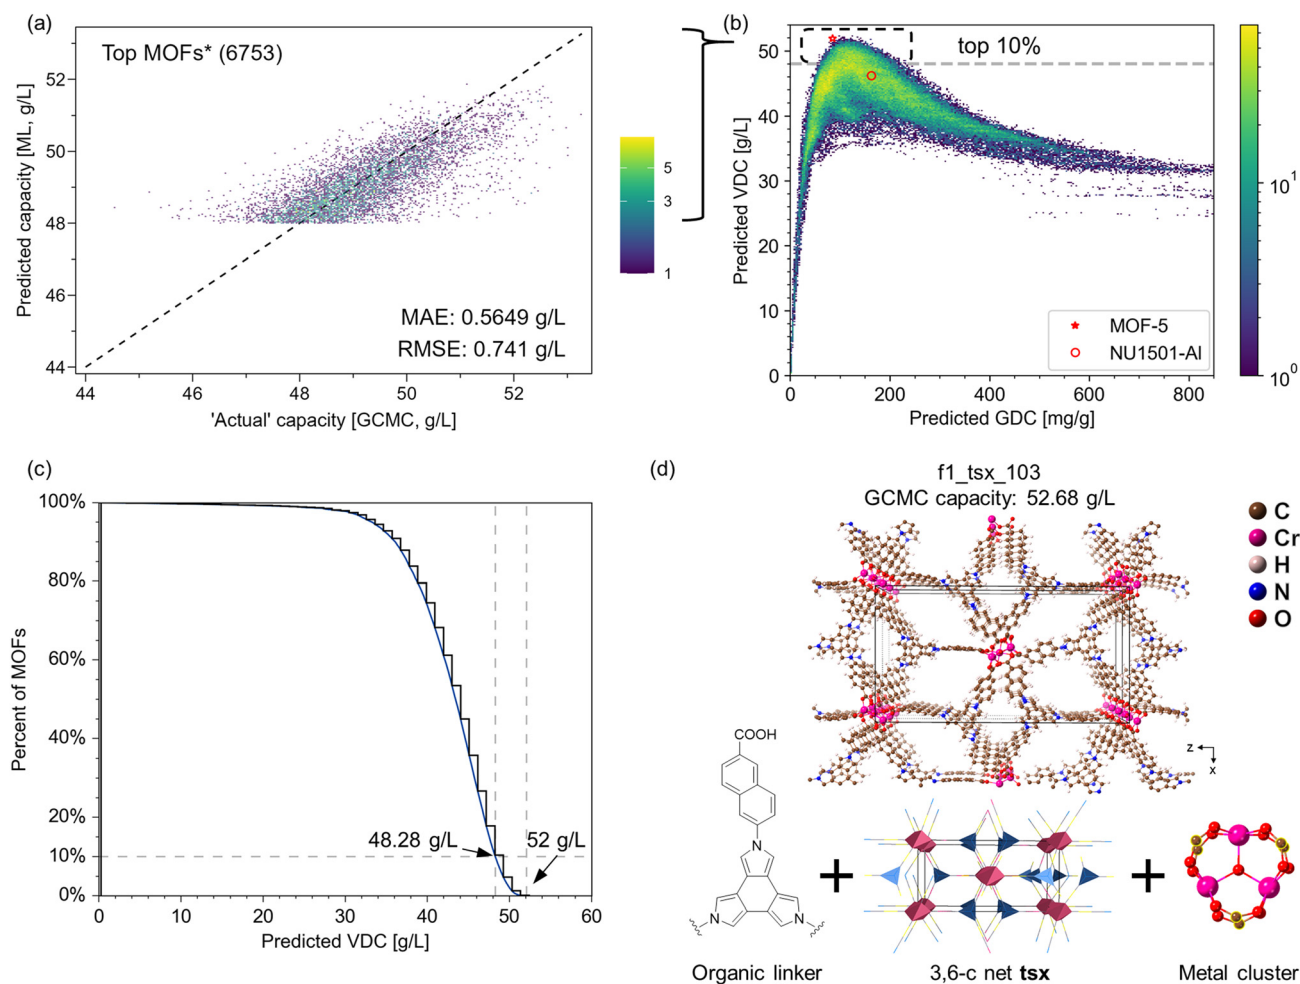 (a)
Top MOFs* (6753)
Predicted capacity [ML, g/L]
54
52
50
48
46
44
MAE: 0.5649 g/L
RMSE: 0.741 g/L
44
46
48
50
52
'Actual' capacity [GCMC, g/L]
5
3
1
(b)
Predicted VDC [g/L]
50
40
30
20
10
0
top 10%
MOF-5
NU1501-Al
0
200
400
600
800
Predicted GDC [mg/g]
10¹
10⁰
(c)
Percent of MOFs
100%
80%
60%
40%
20%
10%
0%
48.28 g/L
52 g/L
0
10
20
30
40
50
60
Predicted VDC [g/L]
(d)
f1_tsx_103
GCMC capacity: 52.68 g/L
C
Cr
H
N
O
z
x
COOH
N
N
N
+
+
Organic linker
3,6-c net tsx
Metal cluster